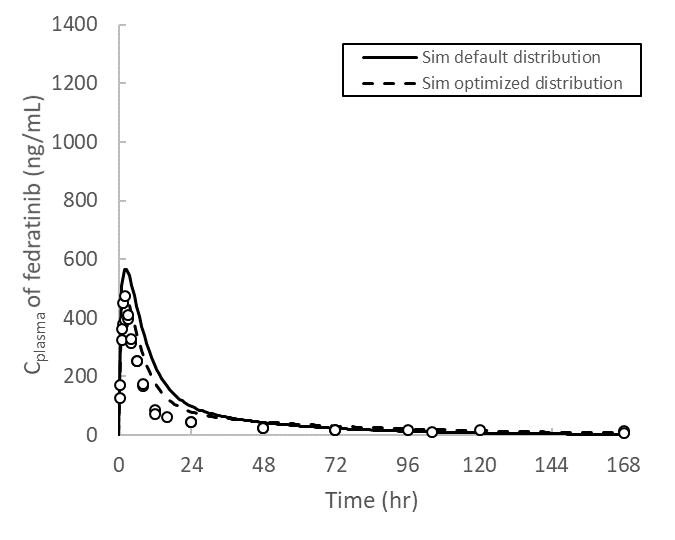 1400
1200
1000
800
600
400
200
0
Cplasma of fedratinib (ng/mL)
Sim default distribution
Sim optimized distribution
0 24 48 72 96 120 144 168
Time (hr)